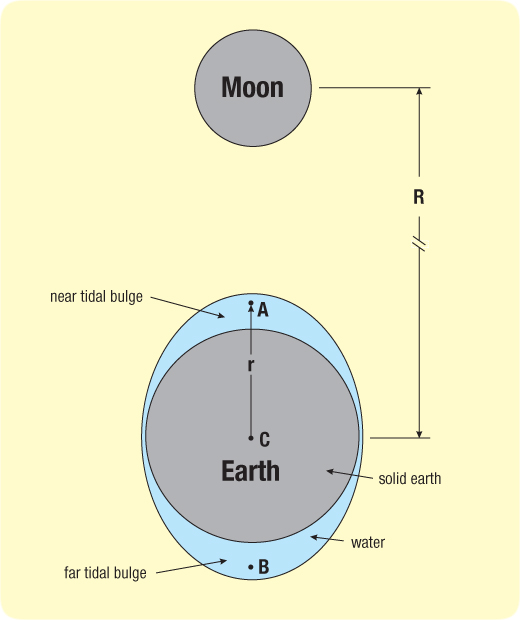 Moon
R
near tidal bulge
A
r
C
Earth
solid earth
water
far tidal bulge
B